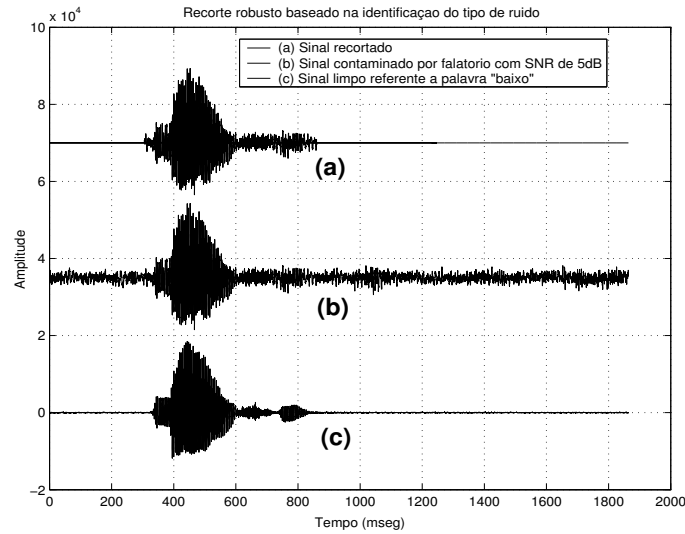 Recorte robusto baseado na identificaçao do tipo de ruido
x 10⁴
(a) Sinal recortado
(b) Sinal contaminado por falatorio com SNR de 5dB
(c) Sinal limpo referente a palavra "baixo"
10
8
6
4
2
0
−2
Amplitude
(a)
(b)
(c)
0 200 400 600 800 1000 1200 1400 1600 1800 2000
Tempo (mseg)